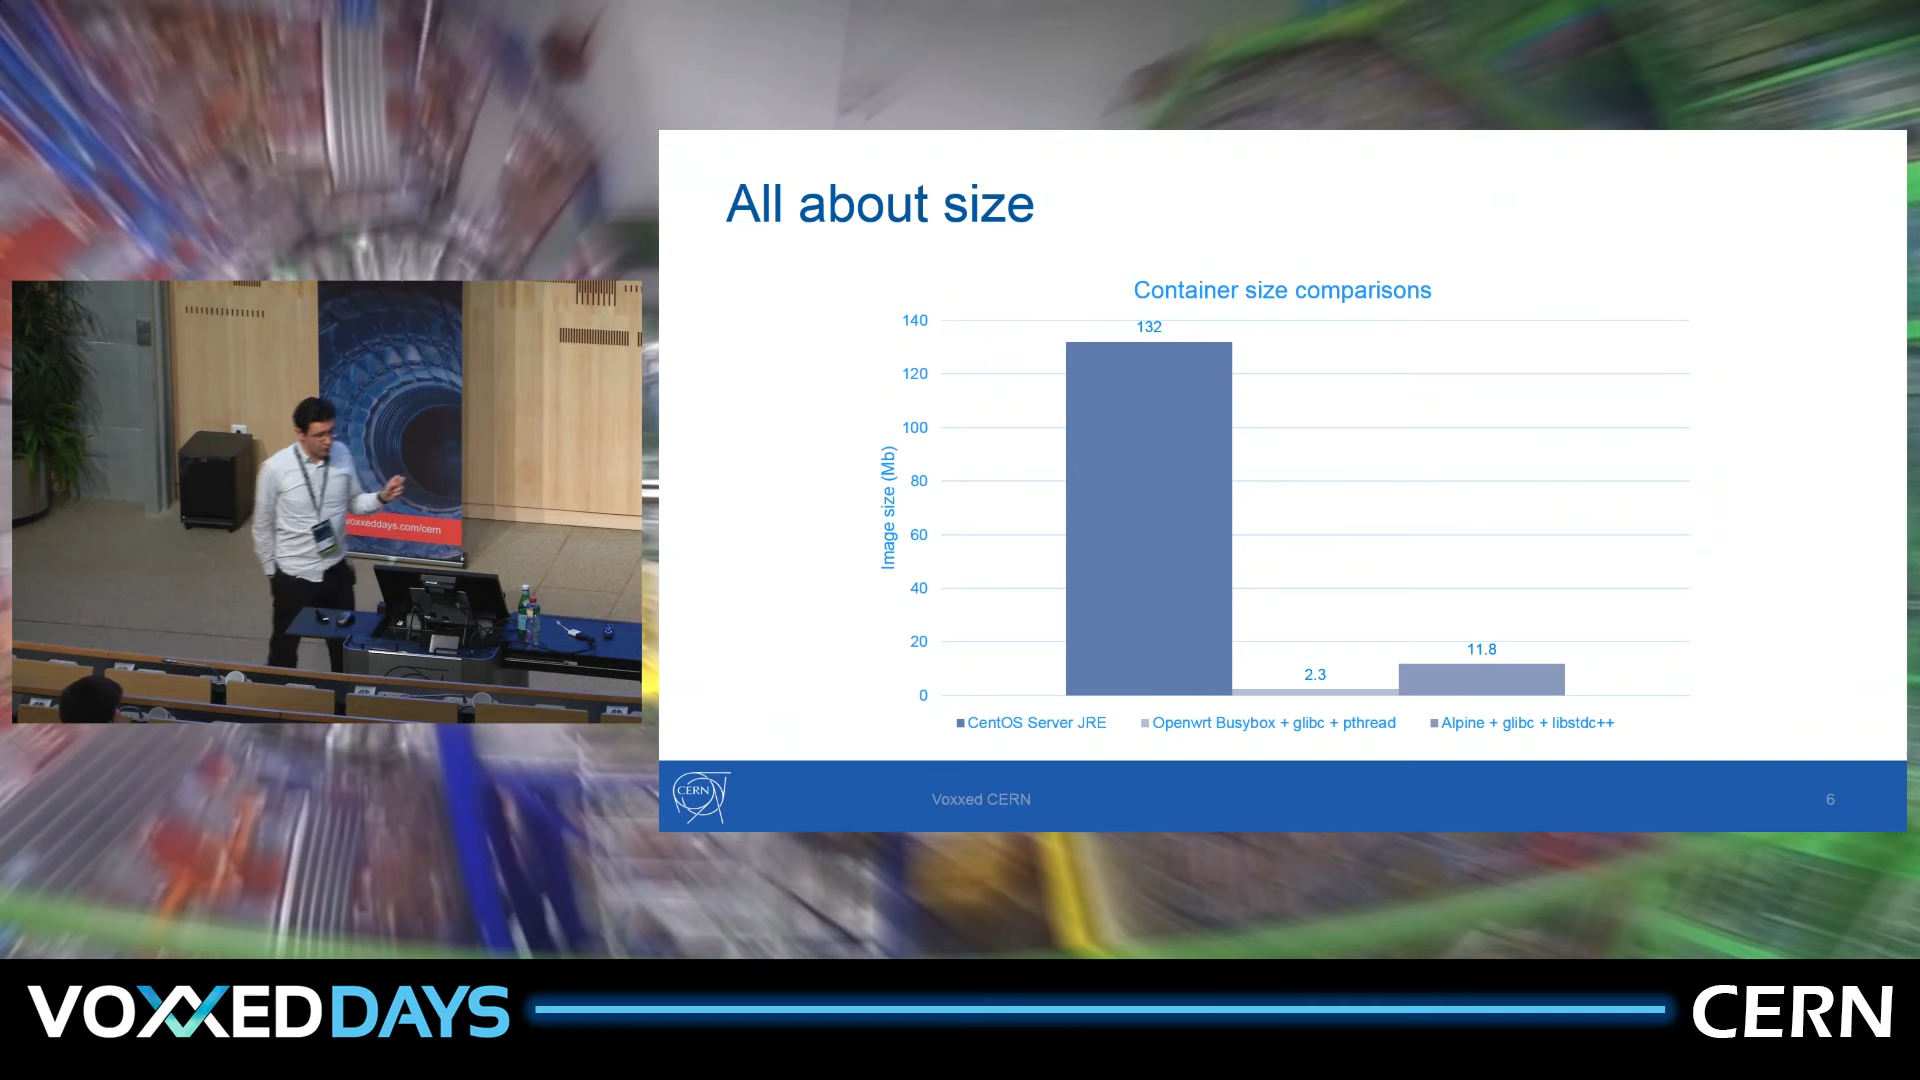 All about size
Container size comparisons
140
132
120
100
80
60
40
20
0
Image size (Mb)
2.3
11.8
CentOS Server JRE
Openwrt Busybox + glibc + pthread
Alpine + glibc + libstdc++
CERN
Voxxed CERN
6
voxxeddays.com/cern
VOXXEDDAYS
CERN